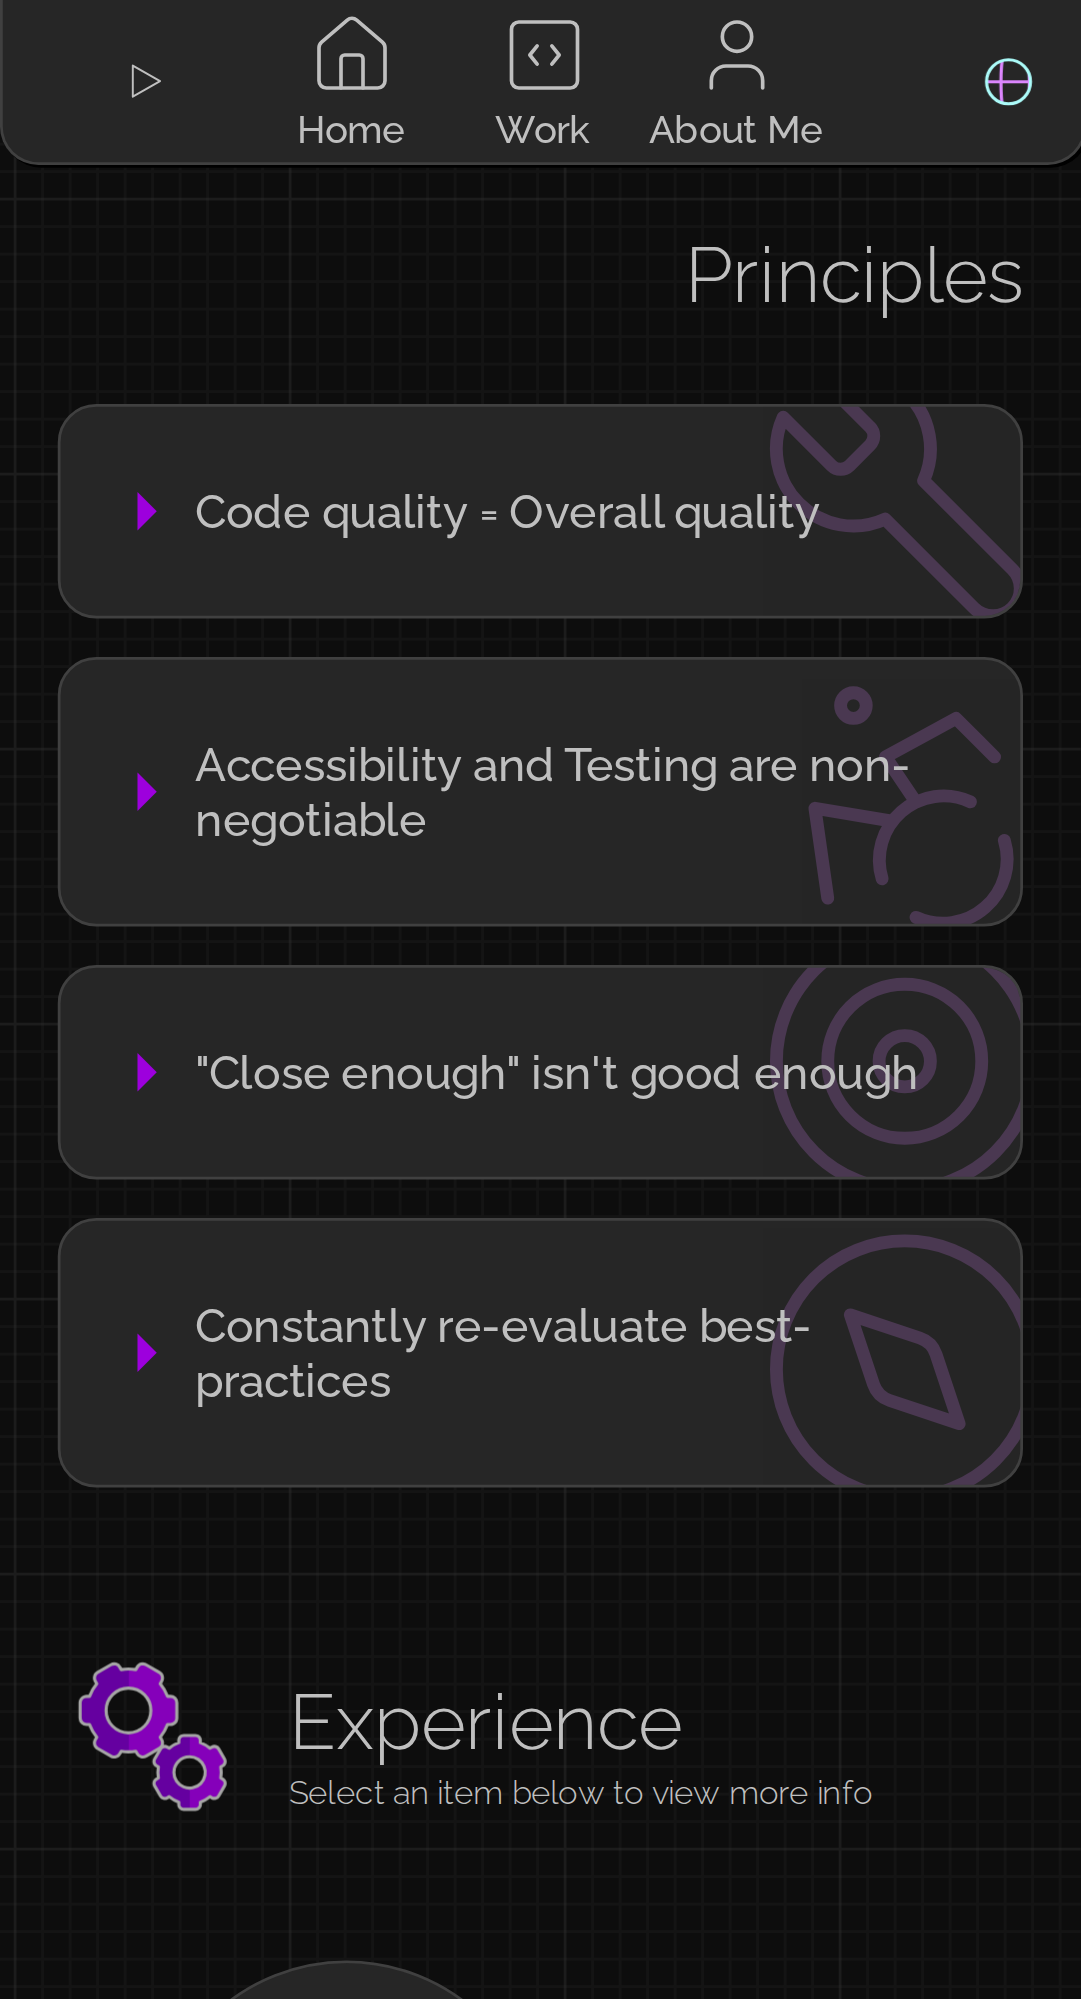 Home
Work
About Me
Principles
Code quality = Overall quality
Accessibility and Testing are non-
negotiable
"Close enough" isn't good enough
Constantly re-evaluate best-
practices
Experience
Select an item below to view more info